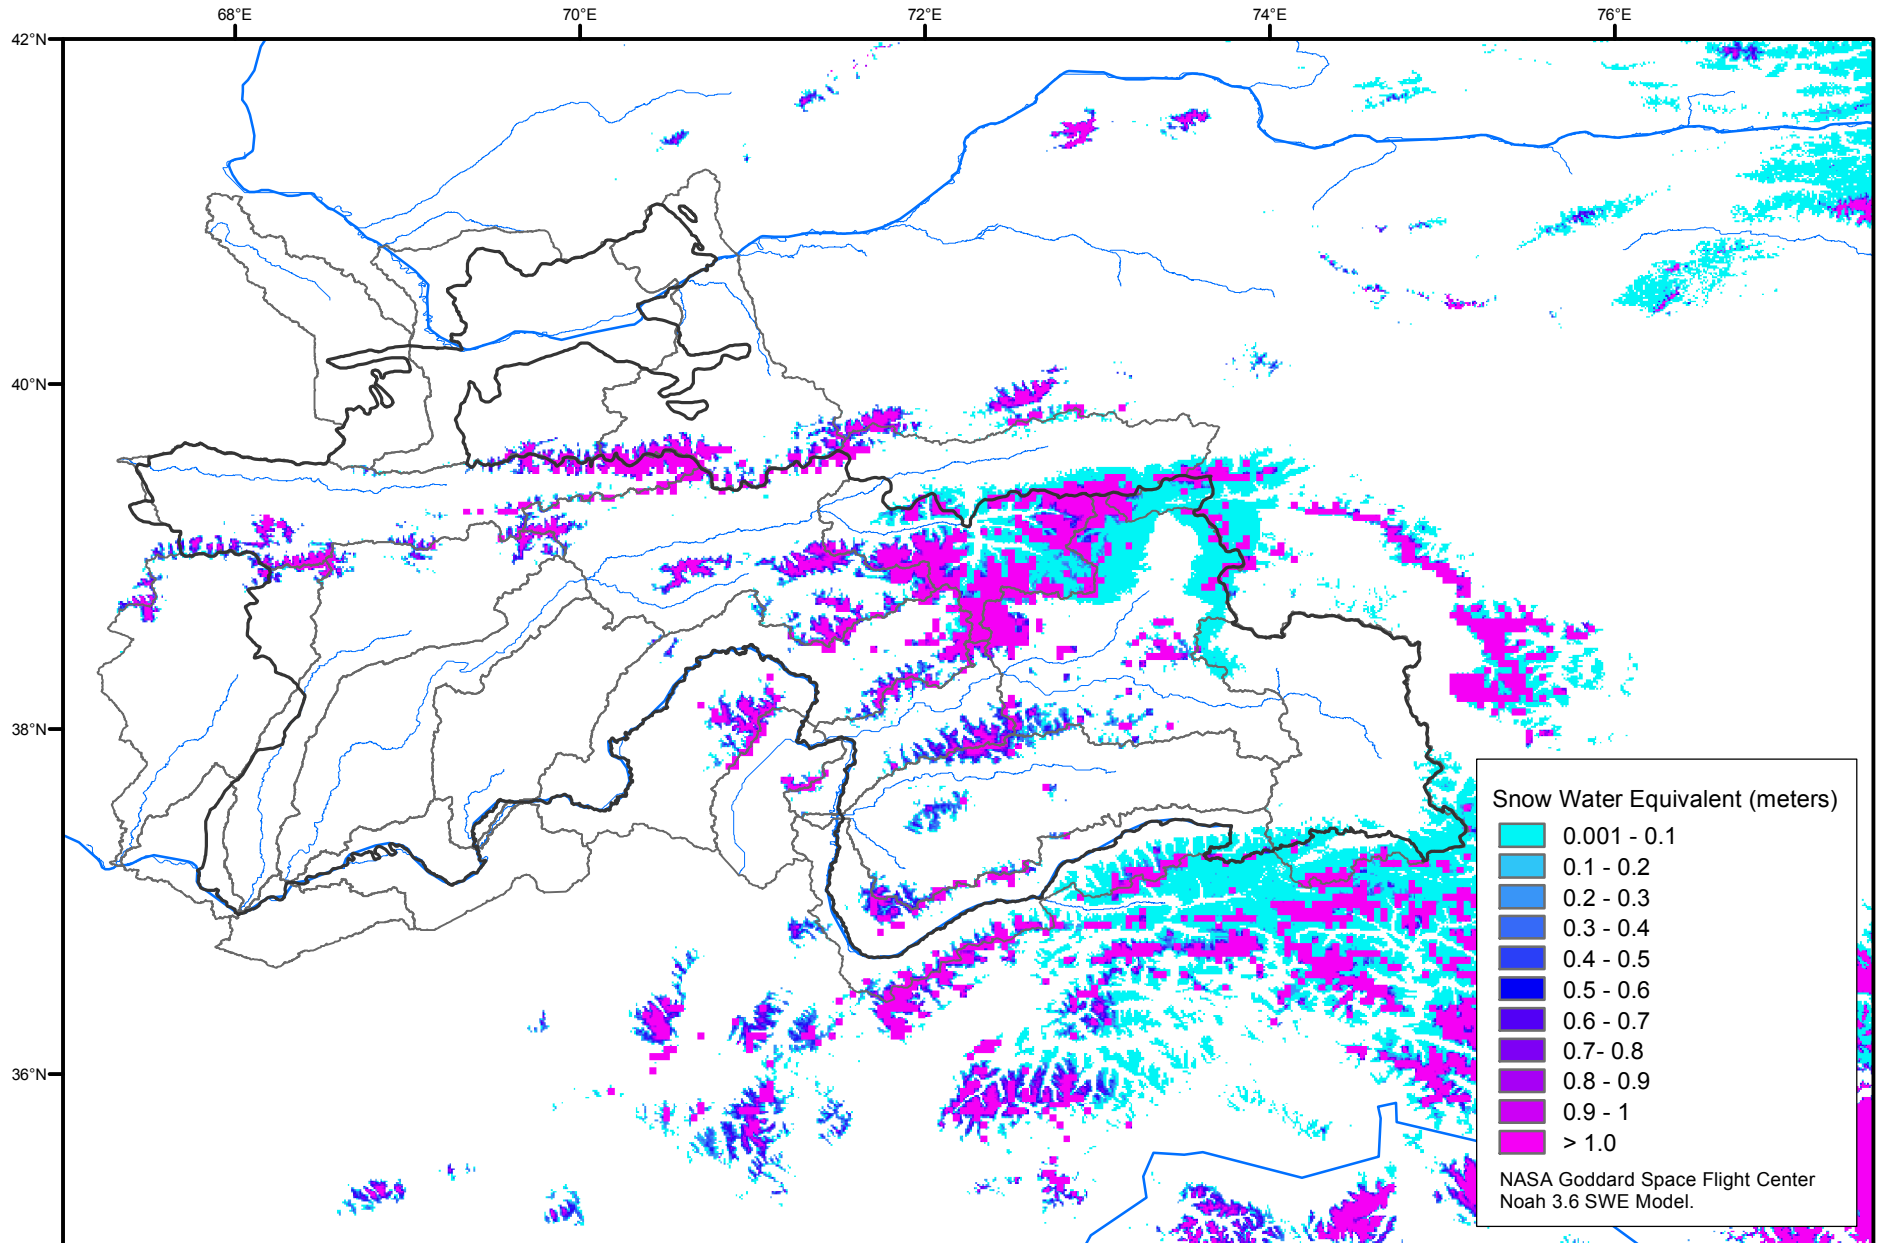 68°E
70°E
72°E
74°E
76°E
42°N
40°N
38°N
36°N
Snow Water Equivalent (meters)
0.001 - 0.1
0.1 - 0.2
0.2 - 0.3
0.3 - 0.4
0.4 - 0.5
0.5 - 0.6
0.6 - 0.7
0.7- 0.8
0.8 - 0.9
0.9 - 1
> 1.0
NASA Goddard Space Flight Center
Noah 3.6 SWE Model.